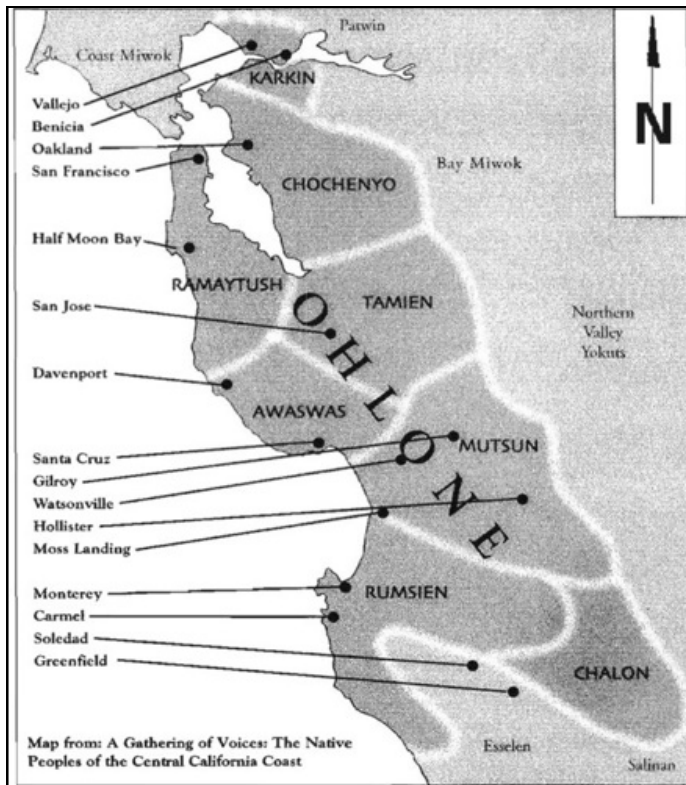 Patwin
Coast Miwok
KARKIN
Vallejo
Benicia
Oakland
San Francisco
N
Bay Miwok
CHOCHENYO
Half Moon Bay
RAMAYTUSH
TAMIEN
San Jose
Northern
Valley
Yokuts
OHLONE
Davenport
AWASWAS
MUTSUN
Santa Cruz
Gilroy
Watsonville
Hollister
Moss Landing
Monterey
RUMSIEN
Carmel
Soledad
Greenfield
CHALON
Esselen
Salinan
Map from: A Gathering of Voices: The Native
Peoples of the Central California Coast